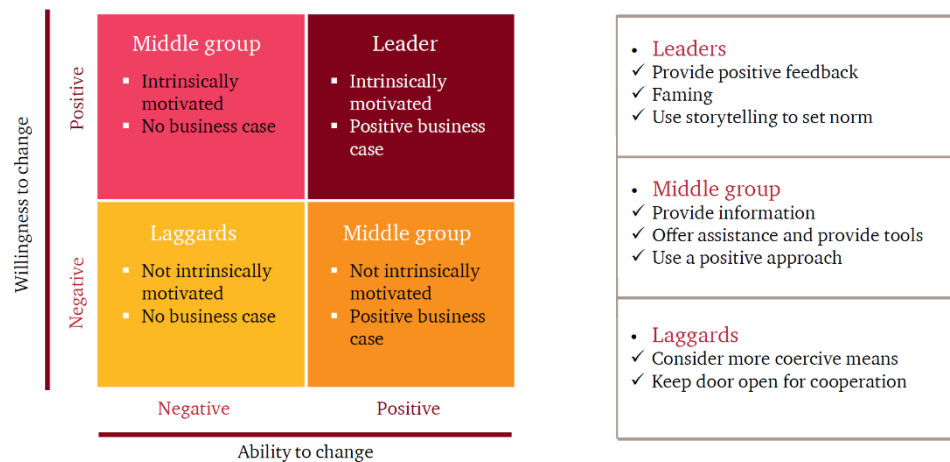 Willingness to change
Positive
Negative
Middle group
▪ Intrinsically
motivated
▪ No business case
Leader
▪ Intrinsically
motivated
▪ Positive business
case
Laggards
▪ Not intrinsically
motivated
▪ No business case
Middle group
▪ Not intrinsically
motivated
▪ Positive business
case
Negative
Positive
Ability to change
• Leaders
✓ Provide positive feedback
✓ Faming
✓ Use storytelling to set norm
• Middle group
✓ Provide information
✓ Offer assistance and provide tools
✓ Use a positive approach
• Laggards
✓ Consider more coercive means
✓ Keep door open for cooperation